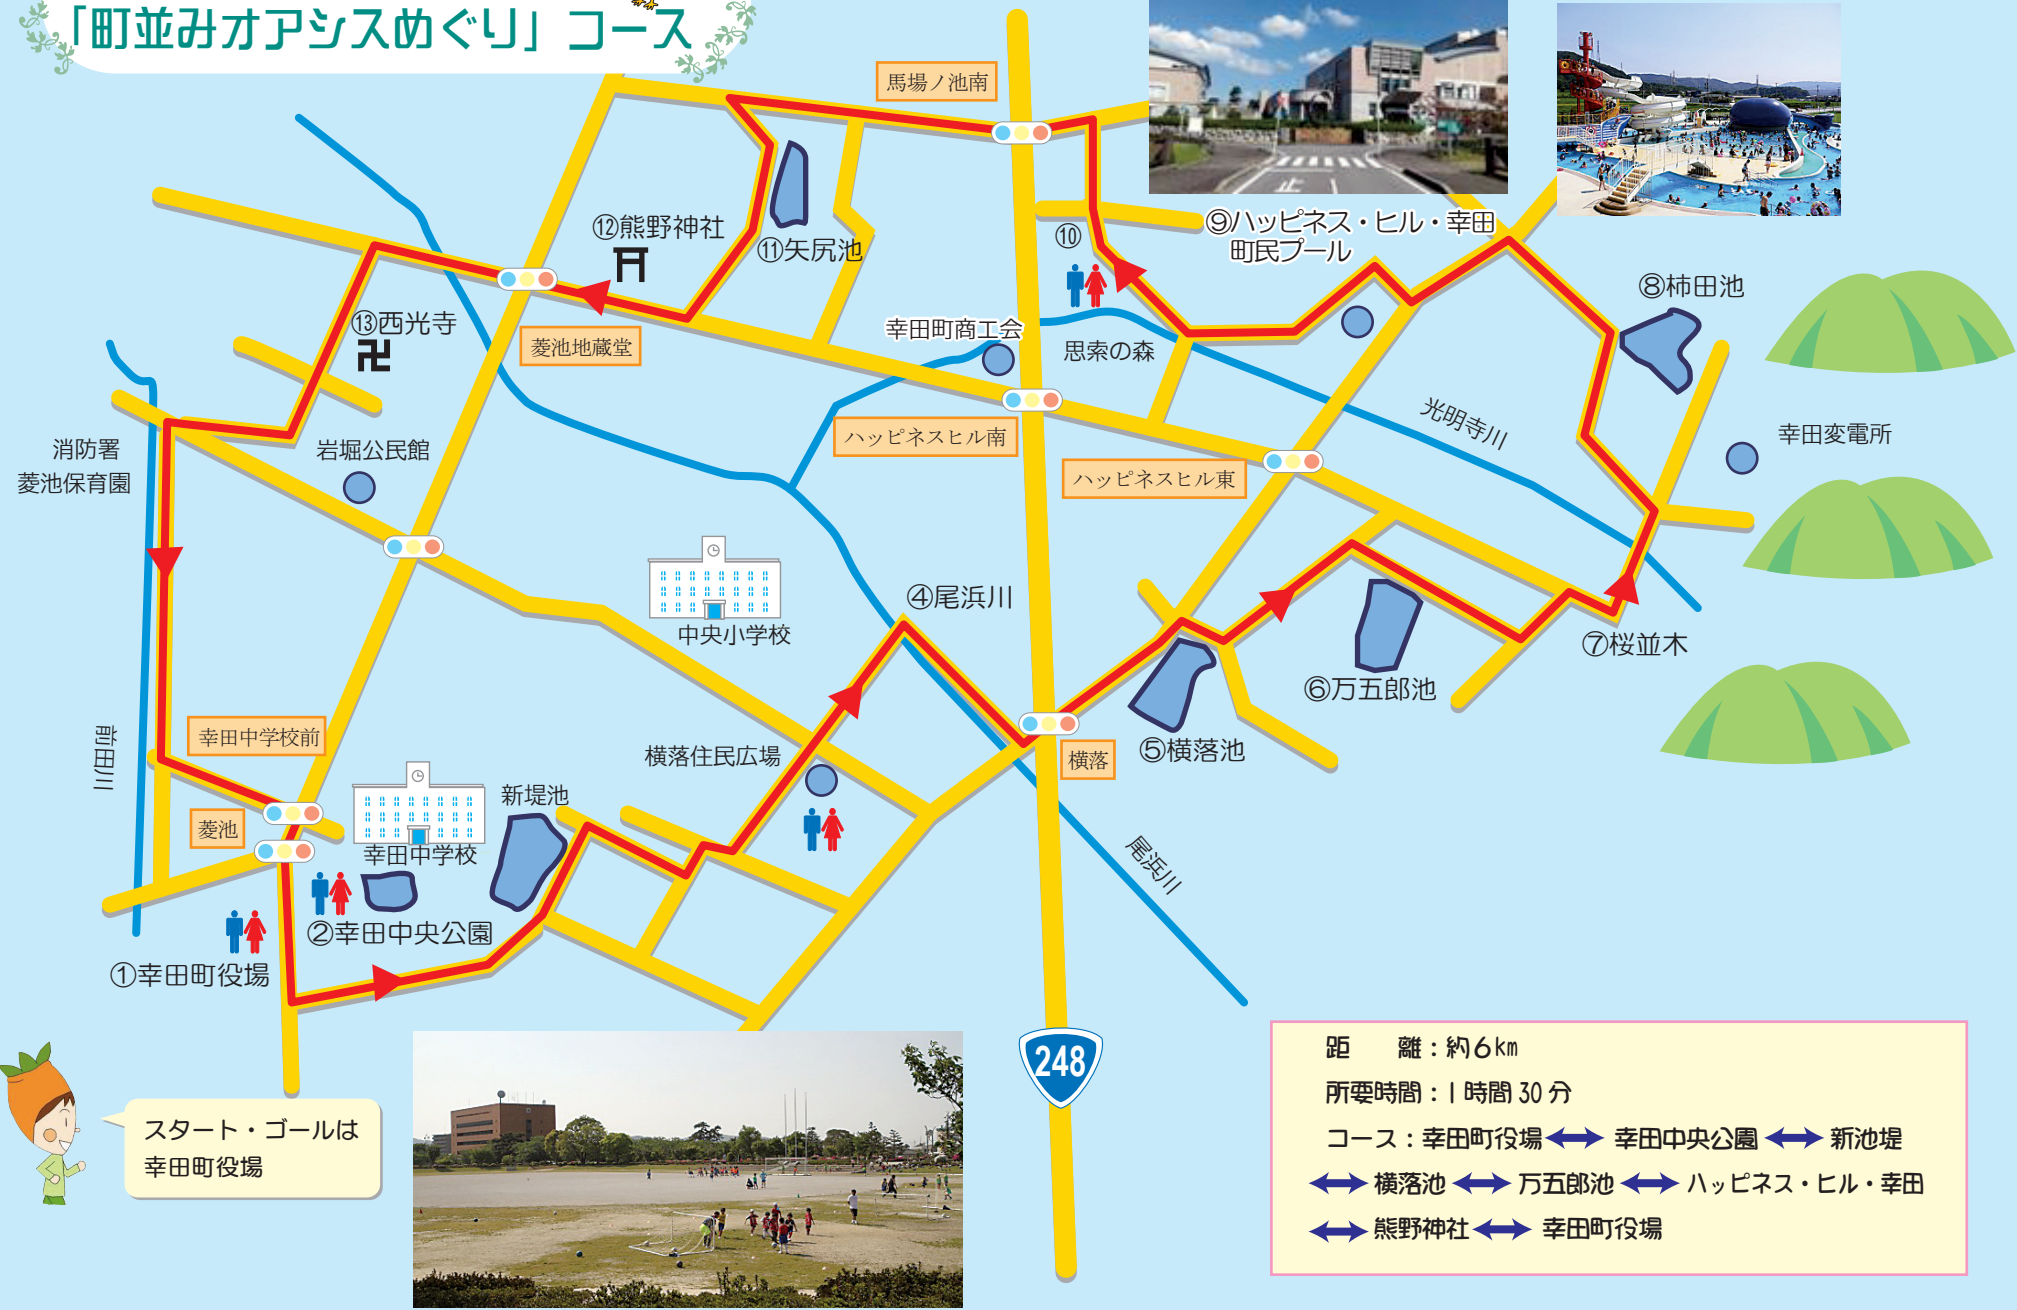 「町並みオアシスめぐり」コース
馬場ノ池南
⑫熊野神社
⑪矢尻池
⑩
⑨ハッピネス・ヒル・幸田
町民プール
⑧柿田池
⑬西光寺
卍
菱池地蔵堂
幸田町商工会
思索の森
光明寺川
幸田変電所
消防署
菱池保育園
岩堀公民館
ハッピネスヒル南
ハッピネスヒル東
中央小学校
④尾浜川
⑦桜並木
⑥万五郎池
⑤横落池
横落
横落住民広場
前田川
幸田中学校前
菱池
幸田中学校
新堤池
②幸田中央公園
①幸田町役場
尾浜川
止
248
スタート・ゴールは
幸田町役場
距　離：約6km
所要時間：1時間30分
コース：幸田町役場⟷幸田中央公園⟷新池堤
⟷横落池⟷万五郎池⟷ハッピネス・ヒル・幸田
⟷熊野神社⟷幸田町役場